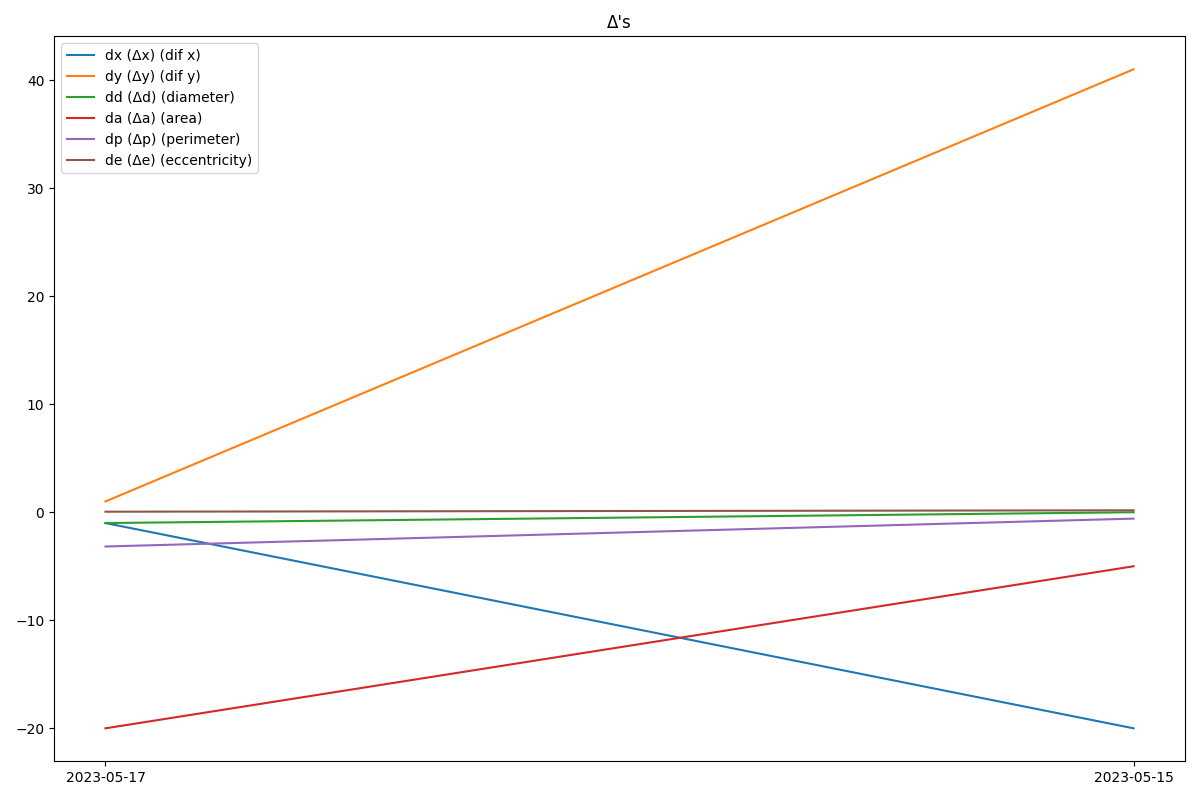 Δ's
dx (Δx) (dif x)
dy (Δy) (dif y)
dd (Δd) (diameter)
da (Δa) (area)
dp (Δp) (perimeter)
de (Δe) (eccentricity)
40
30
20
10
0
−10
−20
2023-05-17 2023-05-15